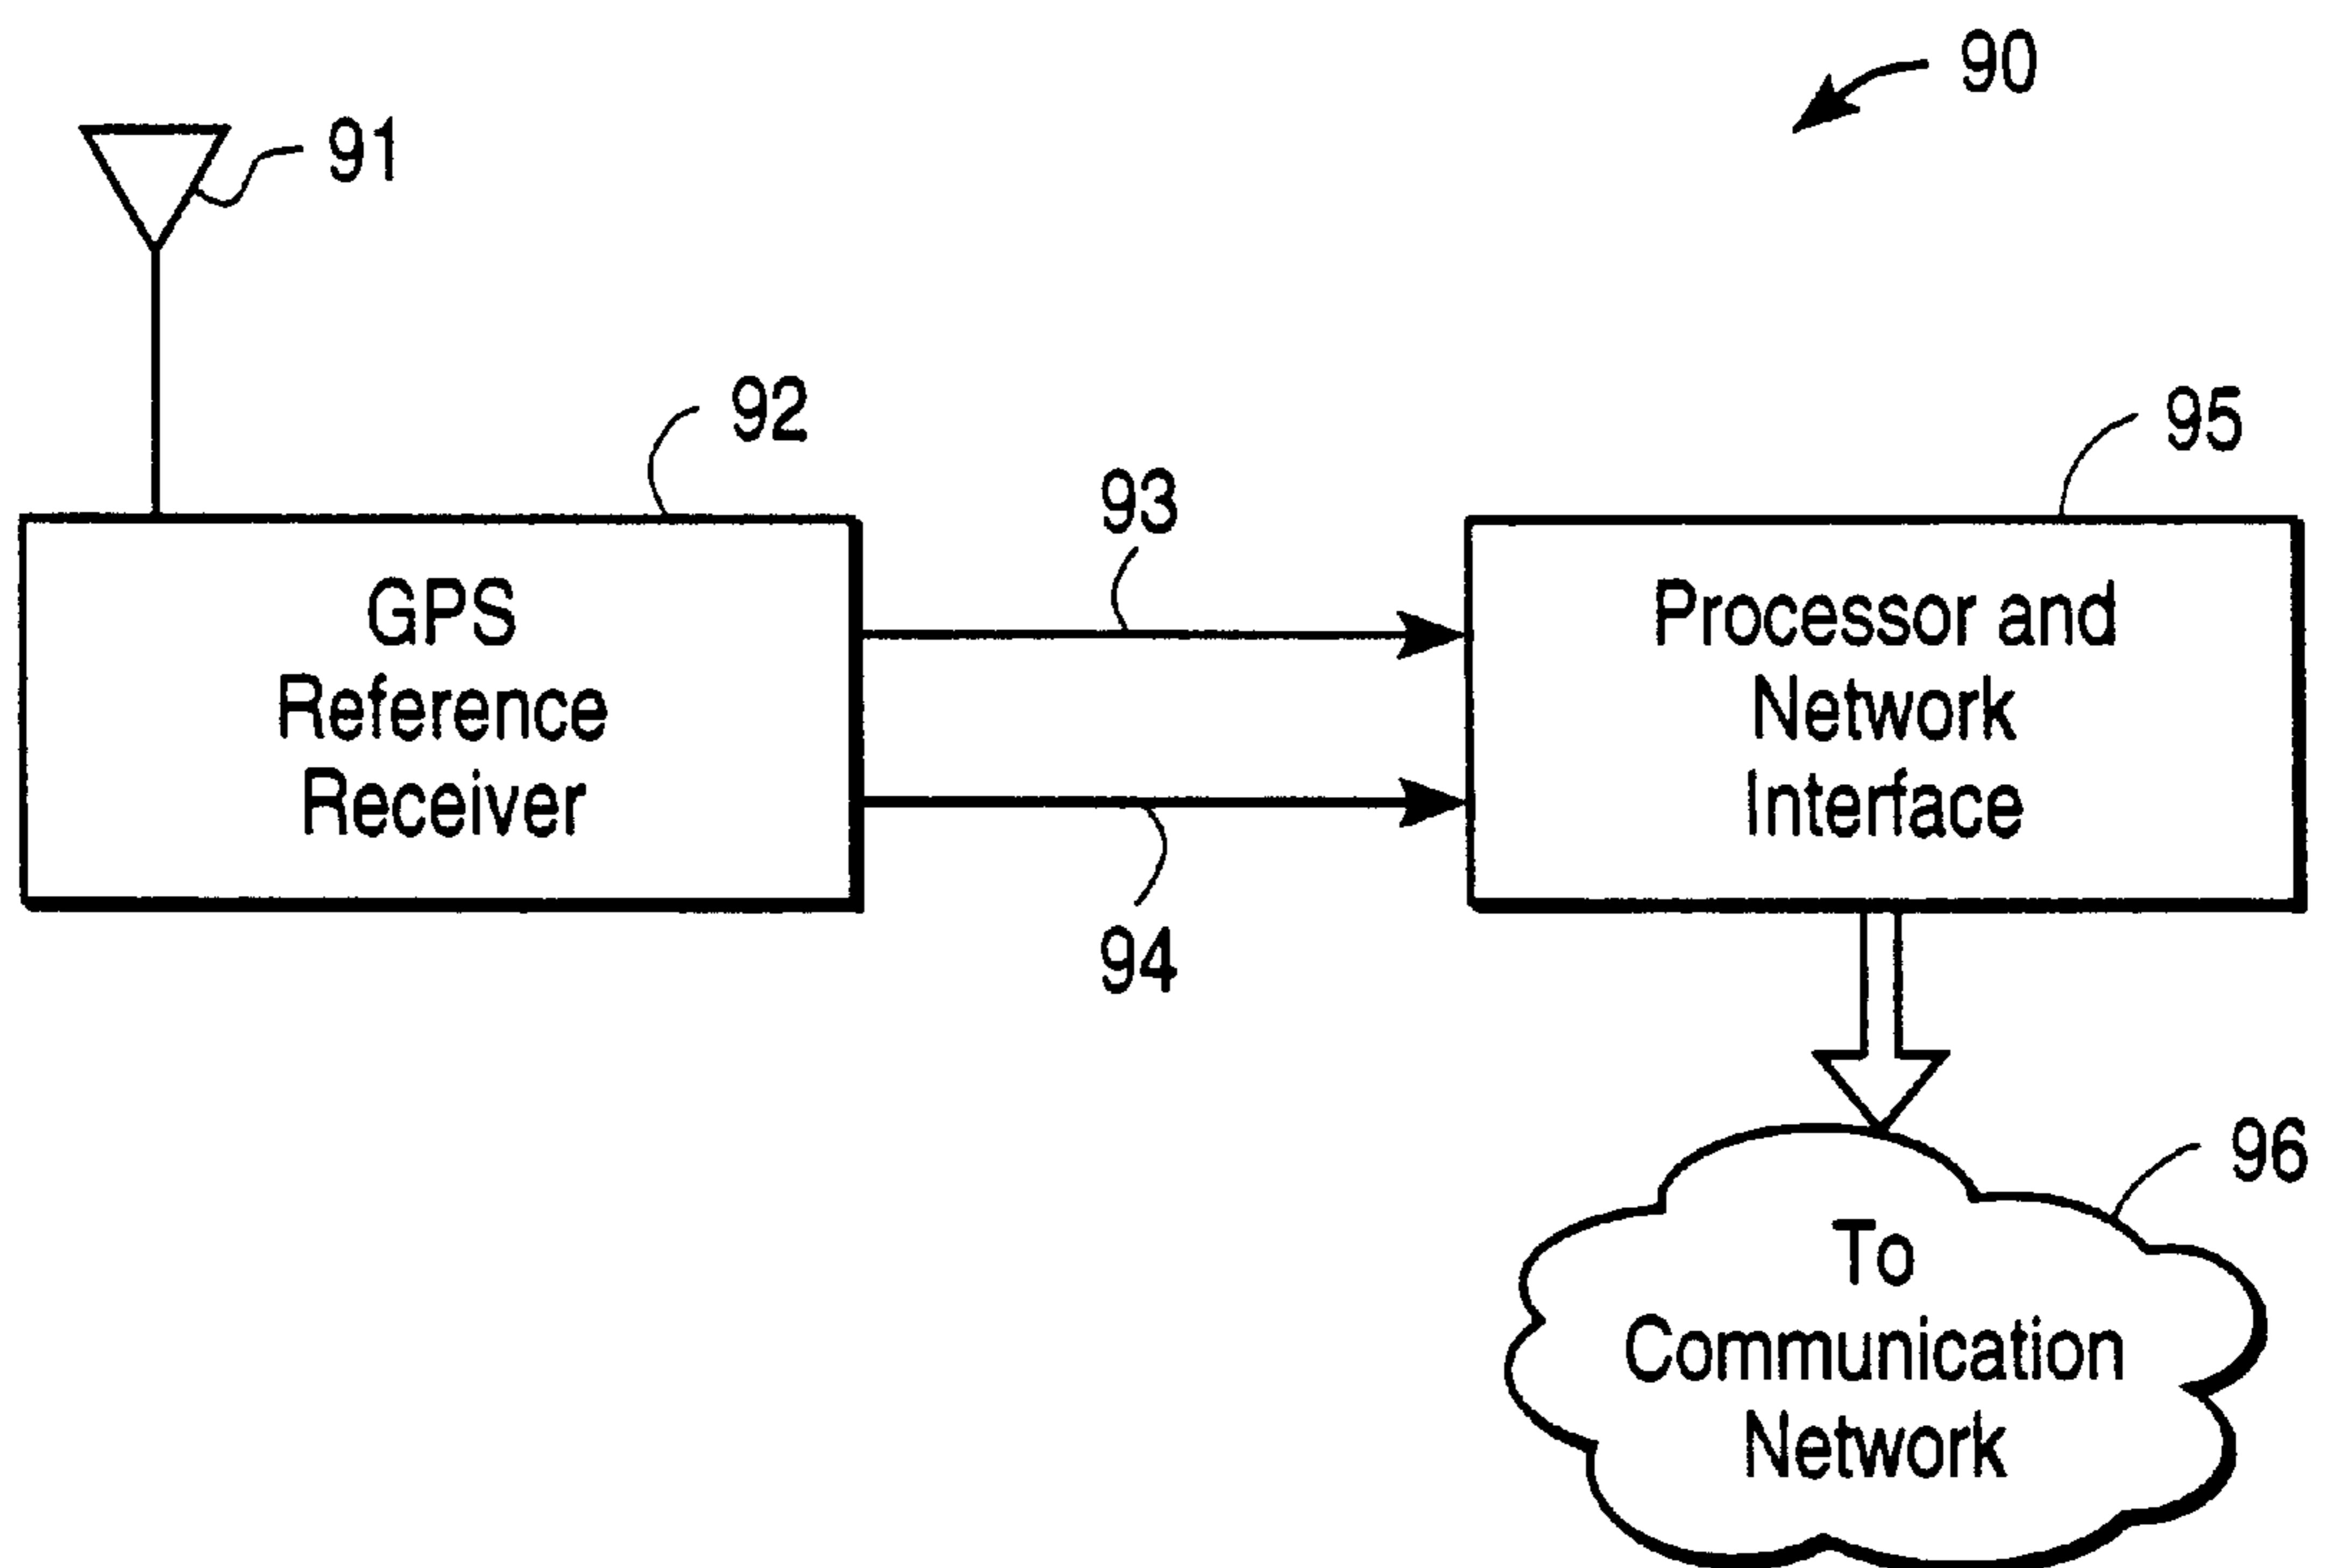 90
91
92
95
93
GPS
Reference
Receiver
Processor and
Network
Interface
94
96
To
Communication
Network